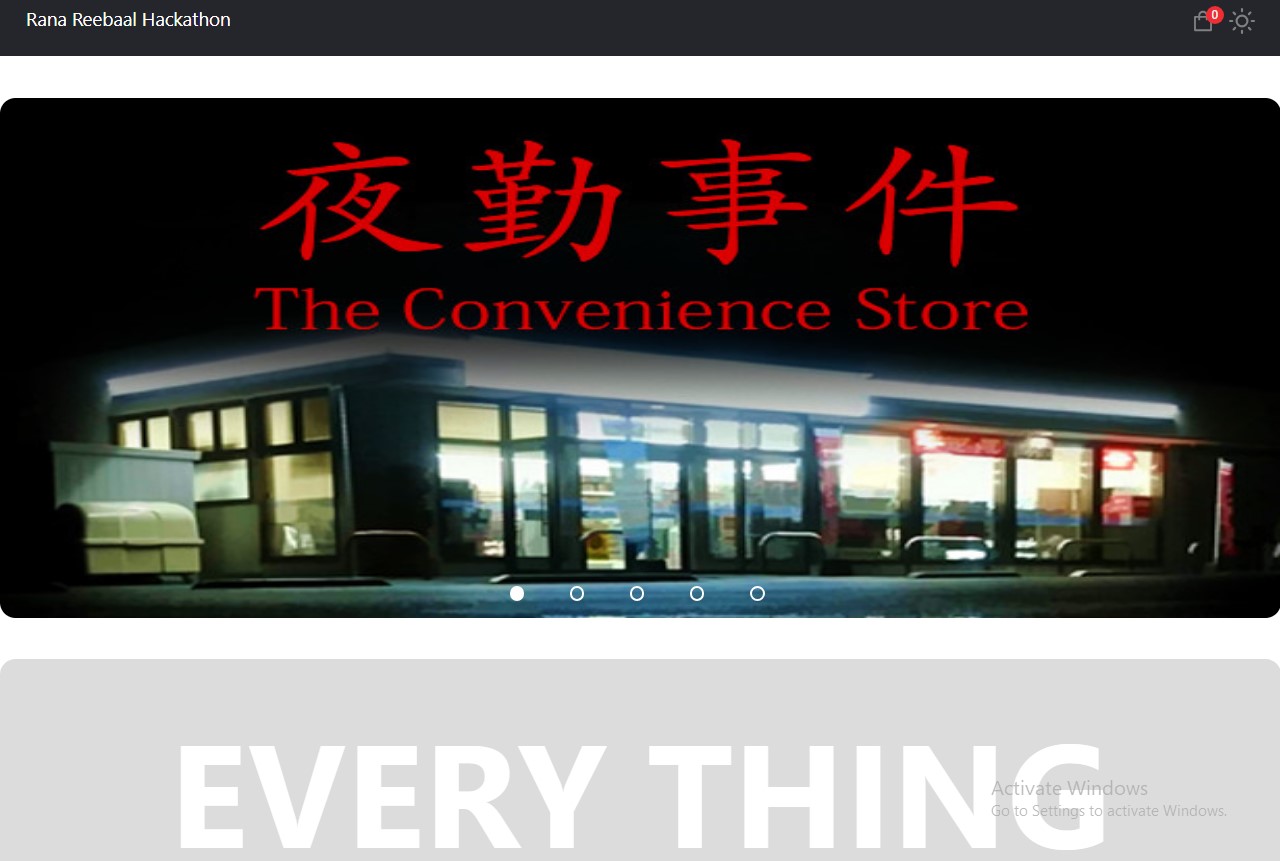 Rana Reebaal Hackathon
0
夜勤事件
The Convenience Store
EVERY THING
Activate Windows
Go to Settings to activate Windows.